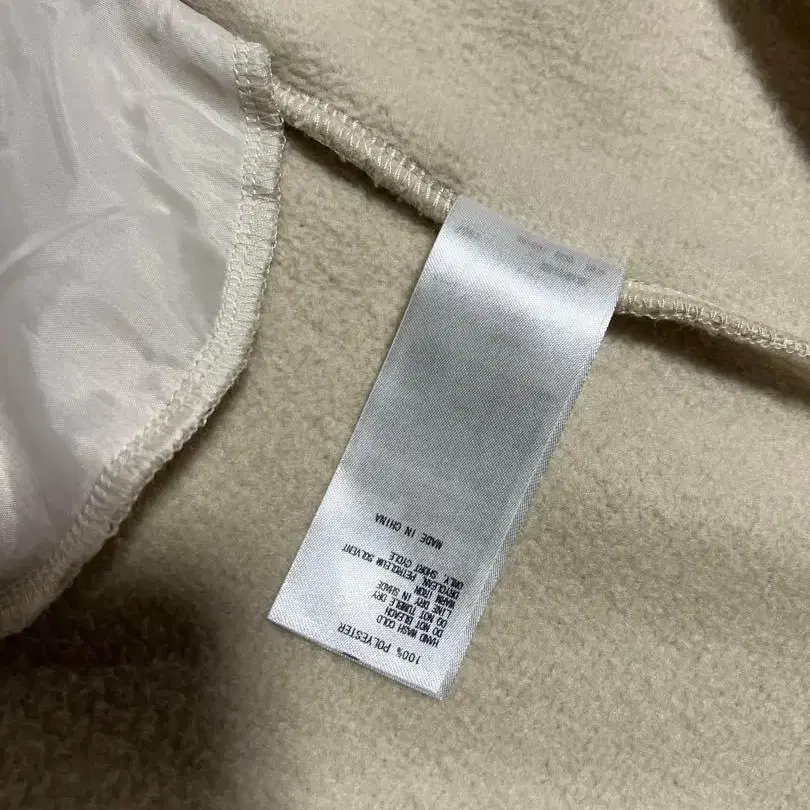 100% POLYESTER
HAND WASH COLD
DO NOT BLEACH
DO NOT TUMBLE DRY
LINE DRY IN SHADE
WARM IRON
DRYCLEAN, PETROLEUM SOLVENT
ONLY. SHORT CYCLE
MADE IN CHINA